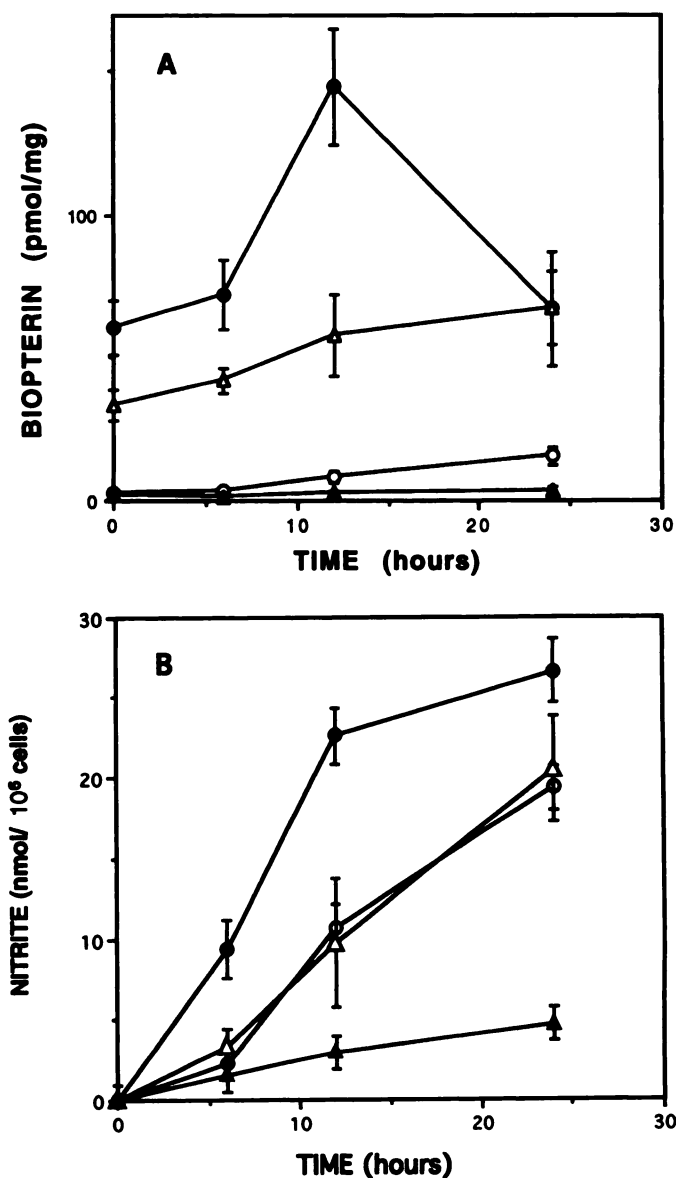 A
BIOPTERIN (pmol/mg)
100
0
0 10 20 30
TIME (hours)
B
NITRITE (nmol/ 10⁶ cells)
30
20
10
0
0 10 20 30
TIME (hours)